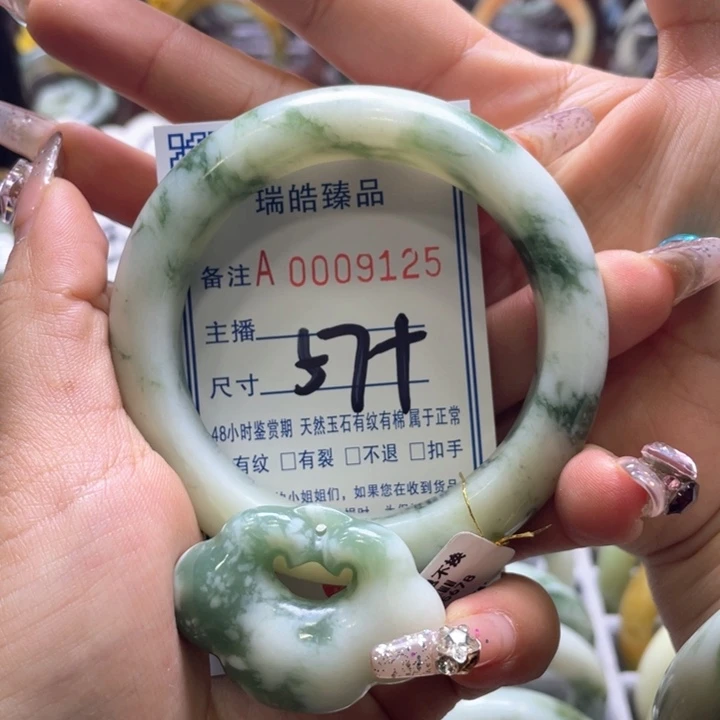 瑞皓臻品
备注A 0009125
主播
尺寸 57+
48小时鉴赏期 天然玉石有纹有棉属于正常
有纹 □有裂 □不退 □扣手
小姐姐们，如果您在收到货品
不换